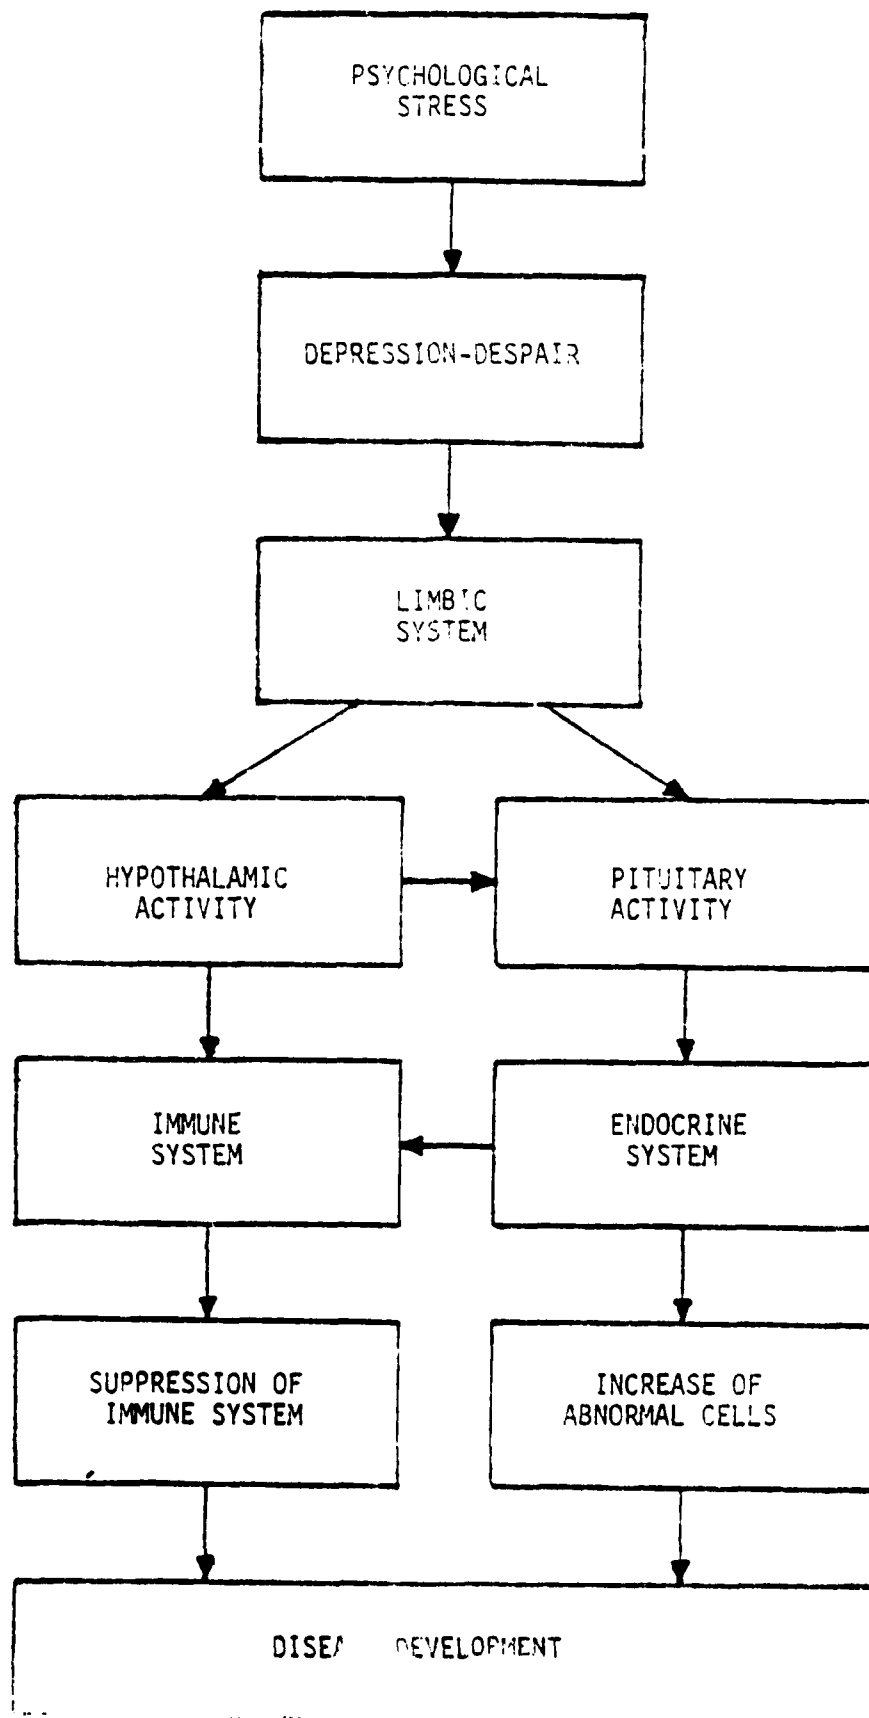 PSYCHOLOGICAL
STRESS
DEPRESSION-DESPAIR
LIMBIC
SYSTEM
HYPOTHALAMIC
ACTIVITY
PITUITARY
ACTIVITY
IMMUNE
SYSTEM
ENDOCRINE
SYSTEM
SUPPRESSION OF
IMMUNE SYSTEM
INCREASE OF
ABNORMAL CELLS
DEVELOPMENT